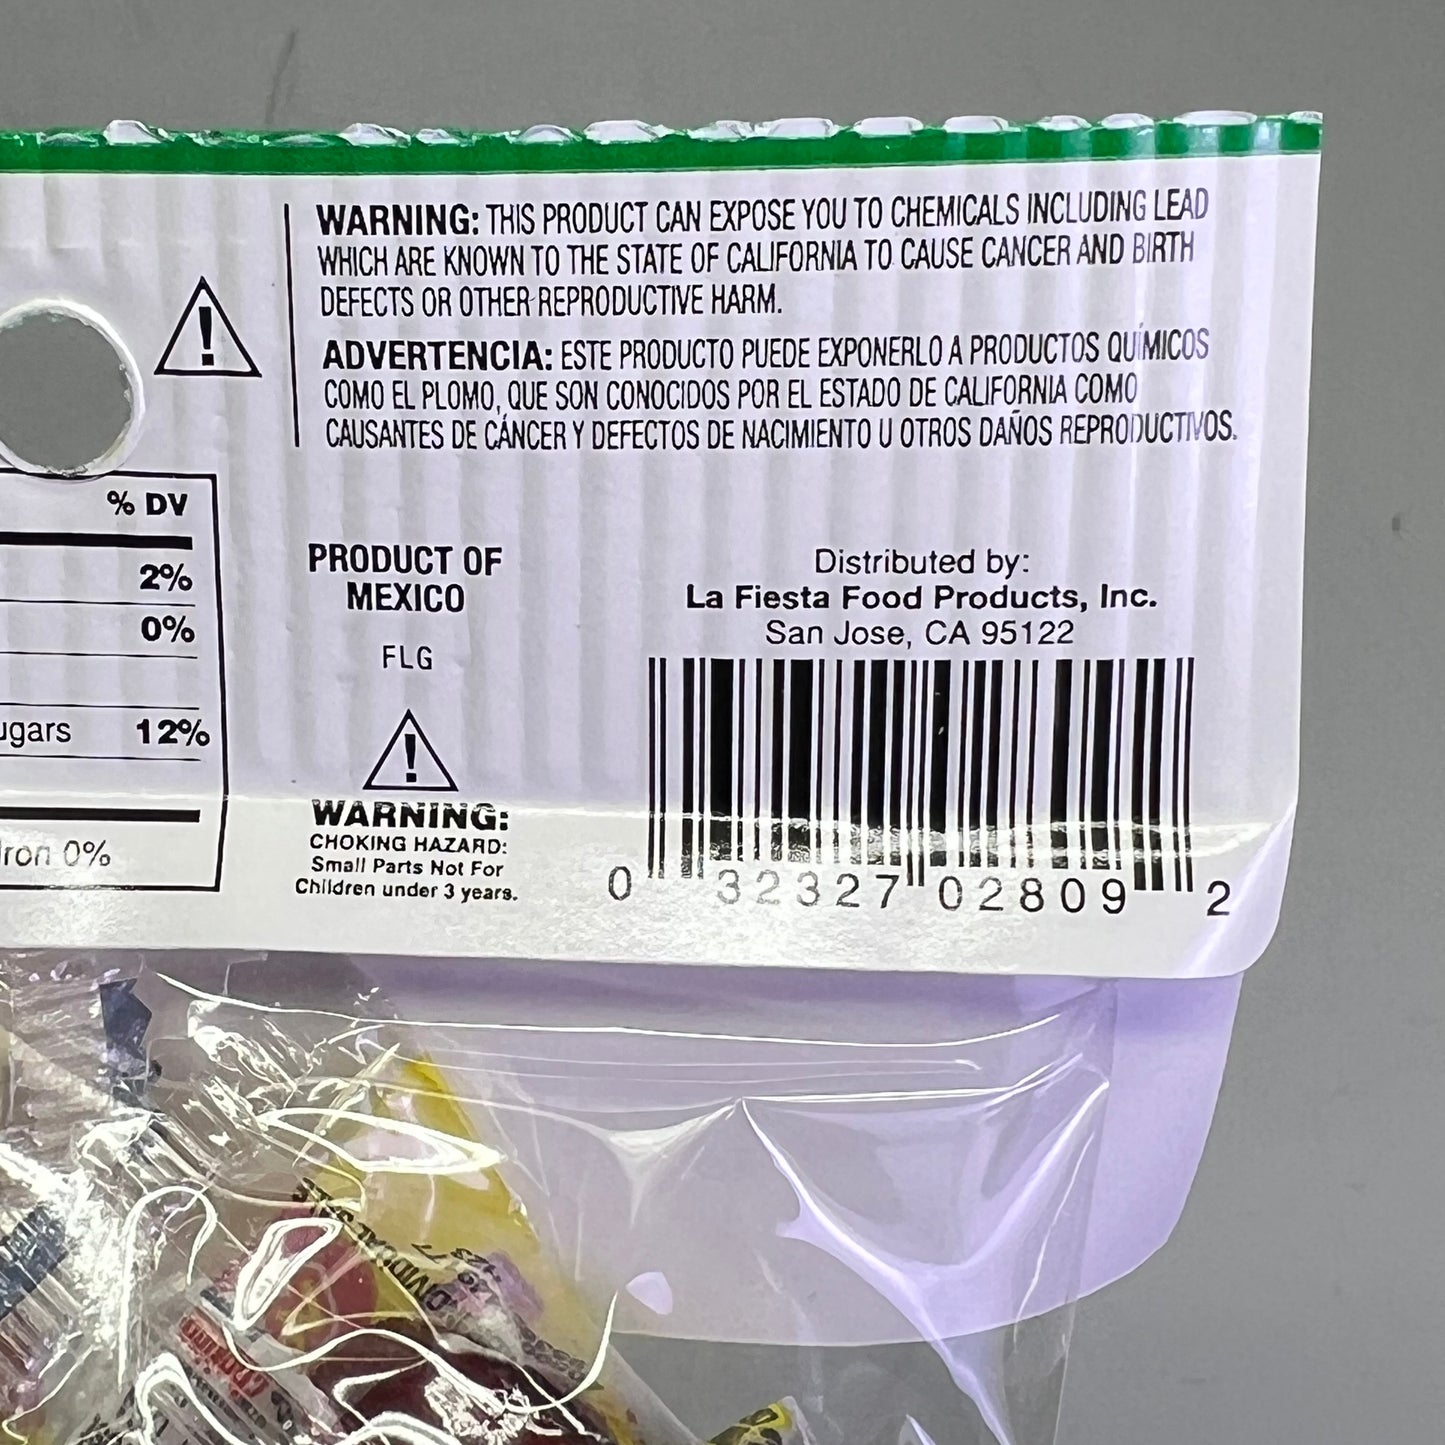 WARNING: THIS PRODUCT CAN EXPOSE YOU TO CHEMICALS INCLUDING LEAD
WHICH ARE KNOWN TO THE STATE OF CALIFORNIA TO CAUSE CANCER AND BIRTH
DEFECTS OR OTHER REPRODUCTIVE HARM.
ADVERTENCIA: ESTE PRODUCTO PUEDE EXPONERLO A PRODUCTOS QUÍMICOS
COMO EL PLOMO, QUE SON CONOCIDOS POR EL ESTADO DE CALIFORNIA COMO
CAUSANTES DE CÁNCER Y DEFECTOS DE NACIMIENTO U OTROS DAÑOS REPRODUCTIVOS.
% DV
2%
0%
ugars 12%
Iron 0%
PRODUCT OF
MEXICO
FLG
WARNING:
CHOKING HAZARD:
Small Parts Not For
Children under 3 years.
Distributed by:
La Fiesta Food Products, Inc.
San Jose, CA 95122
0 32327 02809 2